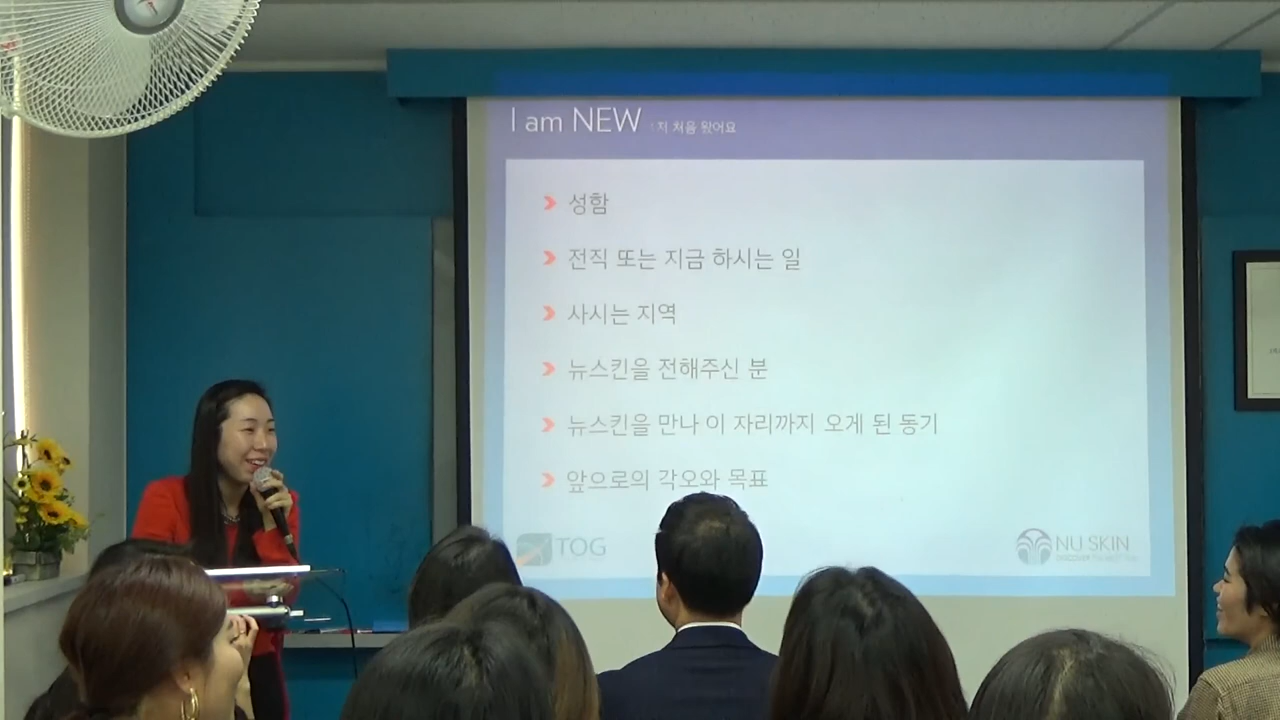 I am NEW ! 저 처음 왔어요
성함
전직 또는 지금 하시는 일
사시는 지역
뉴스킨을 전해주신 분
뉴스킨을 만나 이 자리까지 오게 된 동기
앞으로의 각오와 목표
TOG
NU SKIN